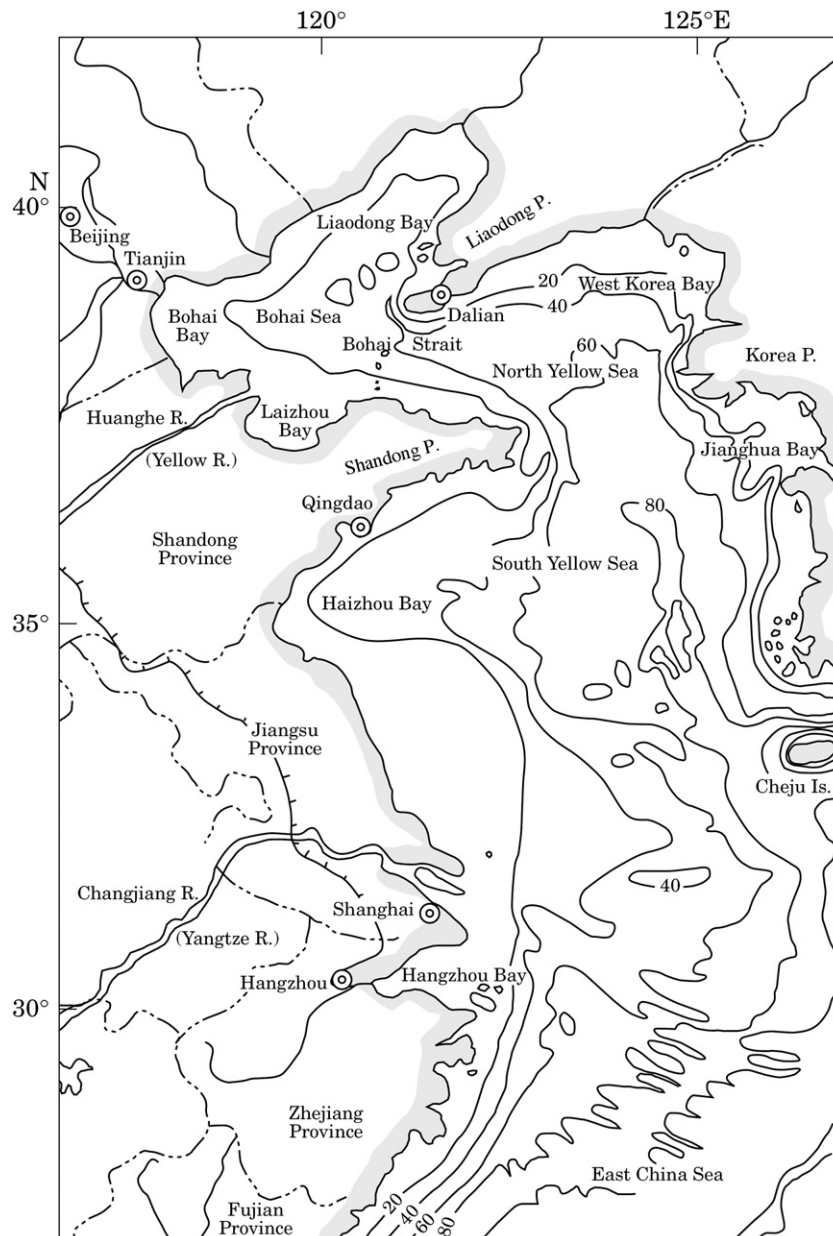 120°
125°E
N
40°
Beijing
Tianjin
Liaodong Bay
Liaodong P.
20
West Korea Bay
40
Dalian
Bohai
Bay
Bohai Sea
Bohai Strait
60
North Yellow Sea
Korea P.
Huanghe R.
Laizhou
Bay
(Yellow R.)
Shandong P.
Jianghua Bay
Qingdao
80
Shandong
Province
South Yellow Sea
Haizhou Bay
35°
Jiangsu
Province
Cheju Is.
40
Changjiang R.
Shanghai
(Yangtze R.)
Hangzhou
Hangzhou Bay
30°
Zhejiang
Province
East China Sea
Fujian
Province
20
40
60
80